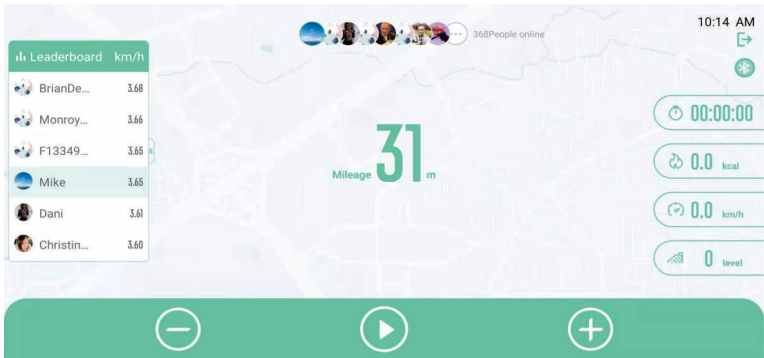 10:14 AM
368People online
Leaderboard km/h
BrianDe... 3.68
Monroy... 3.66
F13349... 3.65
Mike 3.65
Dani 3.61
Christin... 3.60
Mileage 31 m
00:00:00
0.0 kcal
0.0 km/h
0 level